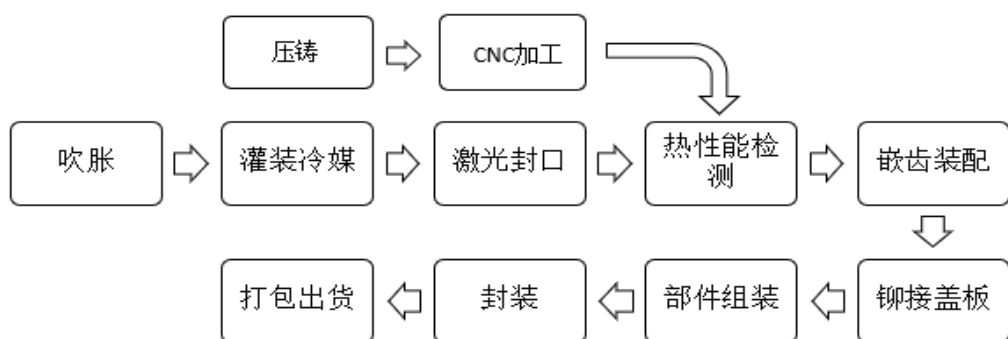 压铸
CNC加工
吹胀
灌装冷媒
激光封口
热性能检
测
嵌齿装配
打包出货
封装
部件组装
铆接盖板